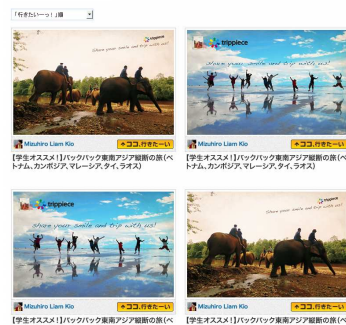 「行きたいーっ！」順
trippiece
Share your smile and trip with us!
Mizuhiro Liam Kio
ココ、行きたーい
【学生オススメ！】バックパック東南アジア縦断の旅（ベ
トナム、カンボジア、マレーシア、タイ、ラオス）
trippiece
Share your smile and trip with us!
Mizuhiro Liam Kio
ココ、行きたーい
【学生オススメ！】バックパック東南アジア縦断の旅（ベ
トナム、カンボジア、マレーシア、タイ、ラオス）
trippiece
Share your smile and trip with us!
Mizuhiro Liam Kio
ココ、行きたーい
【学生オススメ！】バックパック東南アジア縦断の旅（ベ
trippiece
Share your smile and trip with us!
Mizuhiro Liam Kio
ココ、行きたーい
【学生オススメ！】バックパック東南アジア縦断の旅（ベ